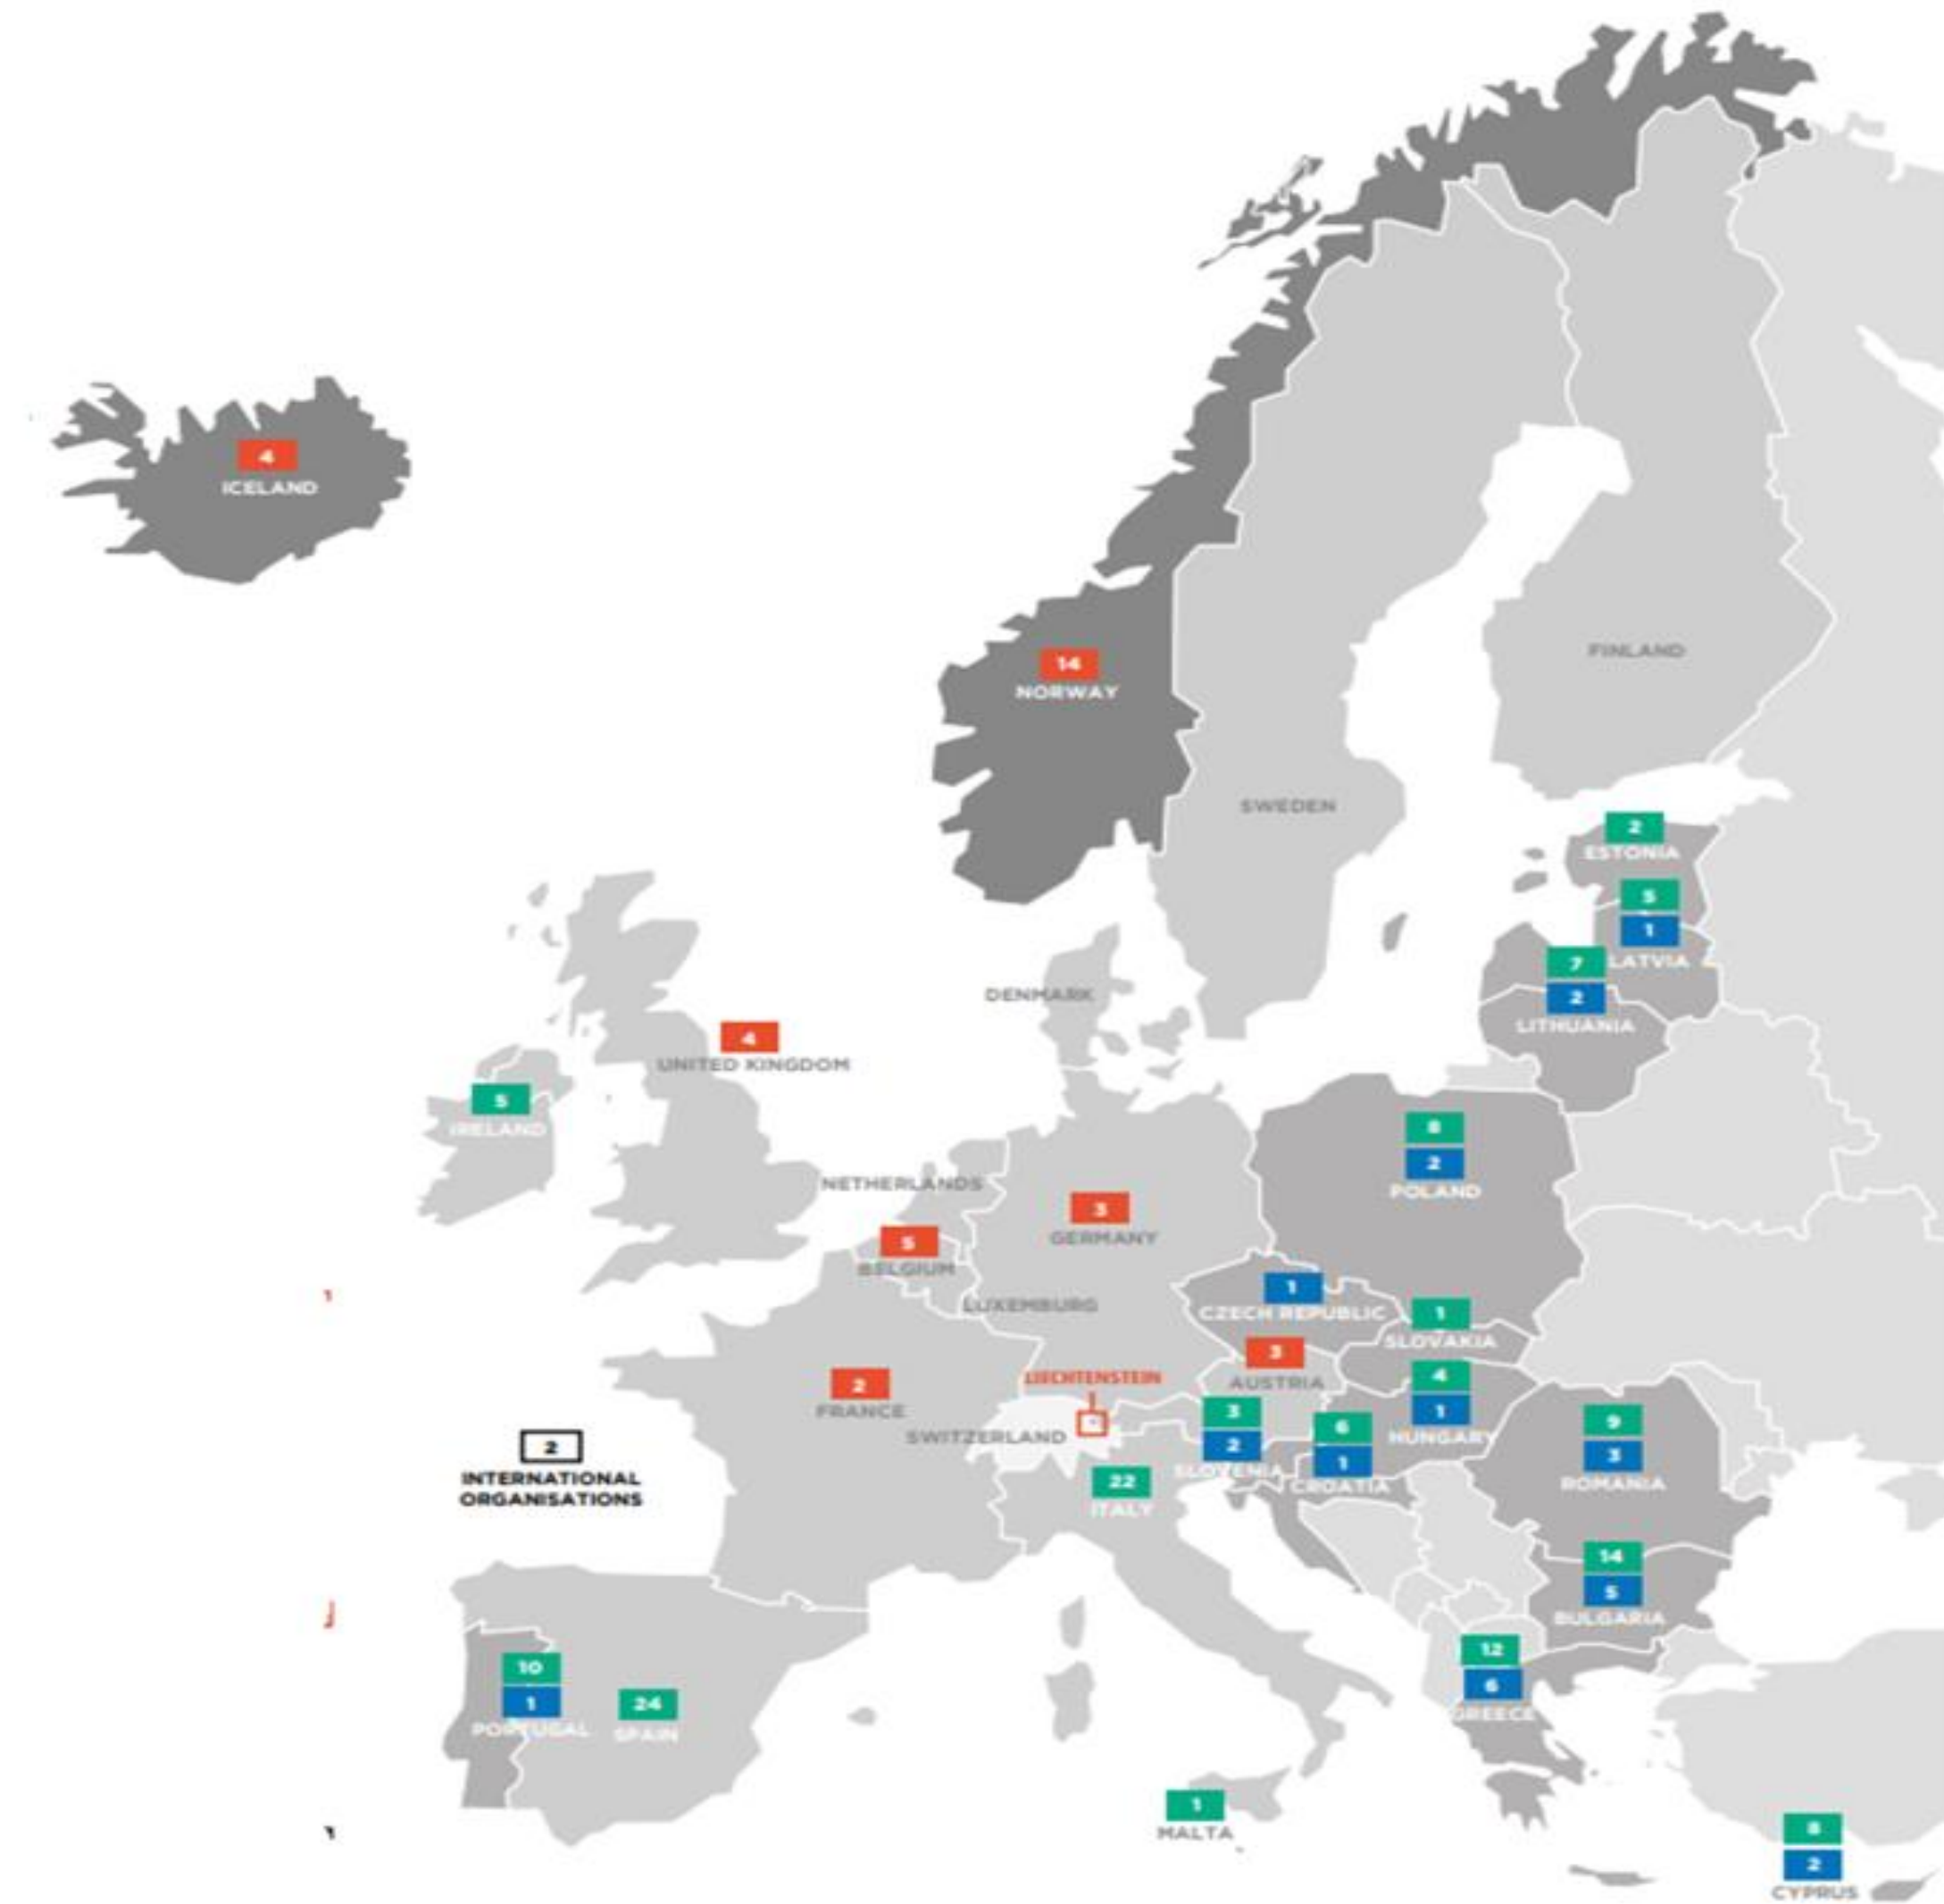 4
ICELAND
14
NORWAY
FINLAND
SWEDEN
2
ESTONIA
5
1
LATVIA
7
2
LITHUANIA
DENMARK
4
UNITED KINGDOM
5
IRELAND
8
2
POLAND
NETHERLANDS
3
GERMANY
5
BELGIUM
LUXEMBURG
1
CZECH REPUBLIC
1
SLOVAKIA
3
AUSTRIA
2
FRANCE
LIECHTENSTEIN
SWITZERLAND
4
1
HUNGARY
3
2
SLOVENIA
6
1
CROATIA
9
3
ROMANIA
2
INTERNATIONAL
ORGANISATIONS
22
ITALY
14
5
BULGARIA
12
6
GREECE
10
1
PORTUGAL
24
SPAIN
1
MALTA
8
2
CYPRUS